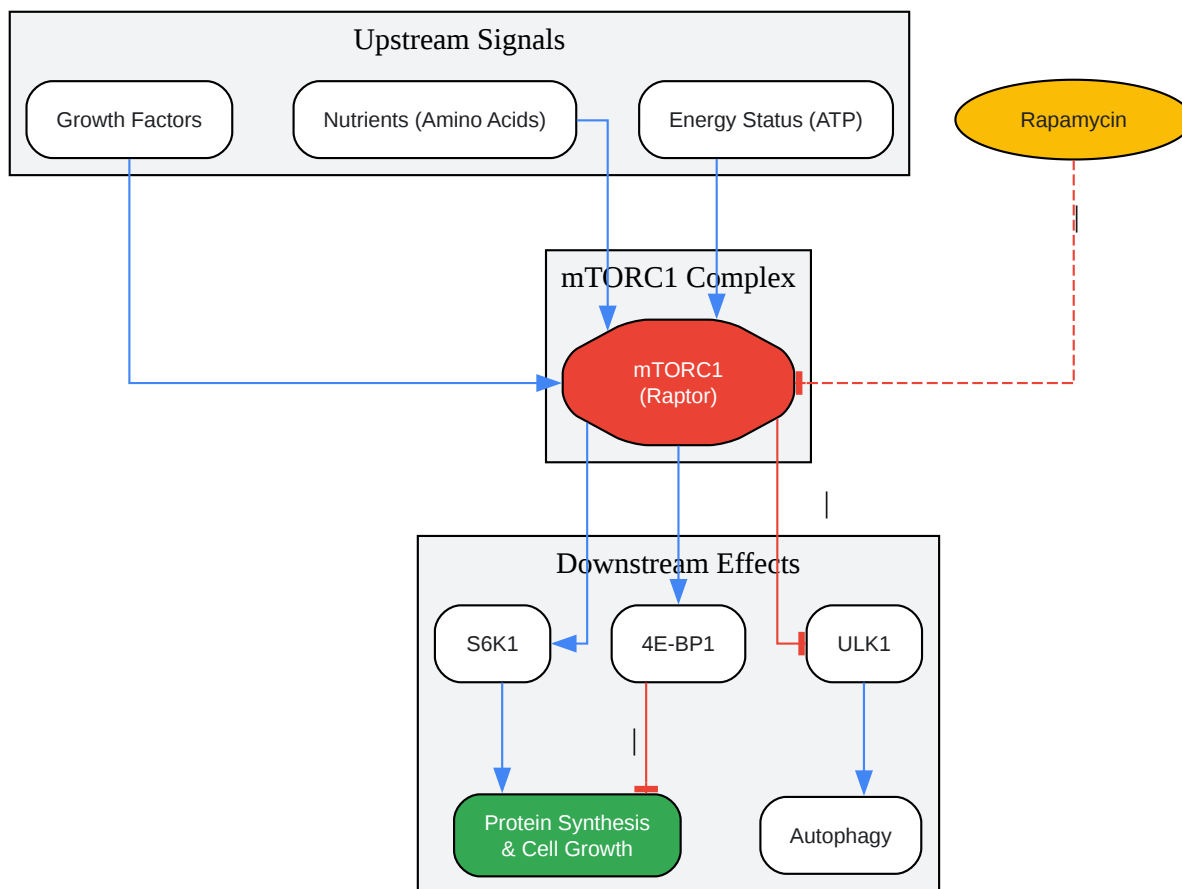 Upstream Signals
Growth Factors
Nutrients (Amino Acids)
Energy Status (ATP)
Rapamycin
|
mTORC1 Complex
mTORC1
(Raptor)
|
Downstream Effects
S6K1
4E-BP1
ULK1
|
Protein Synthesis
& Cell Growth
Autophagy